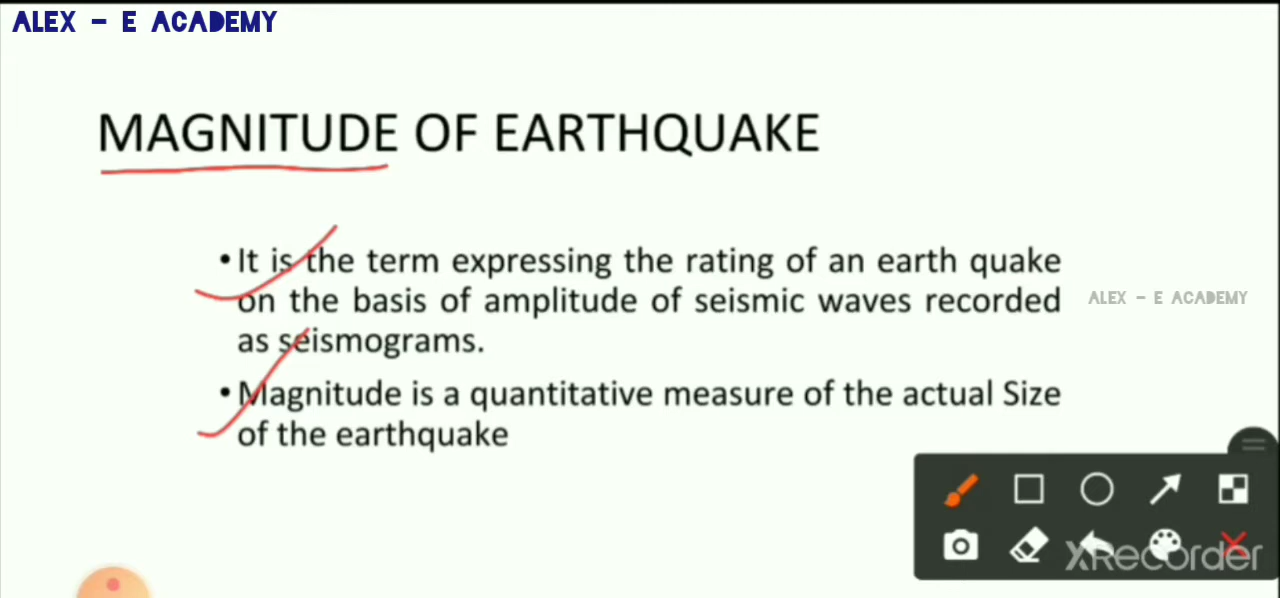 ALEX - E ACADEMY
MAGNITUDE OF EARTHQUAKE
•It is the term expressing the rating of an earth quake
on the basis of amplitude of seismic waves recorded
as seismograms.
ALEX - E ACADEMY
•Magnitude is a quantitative measure of the actual Size
of the earthquake
XRecorder